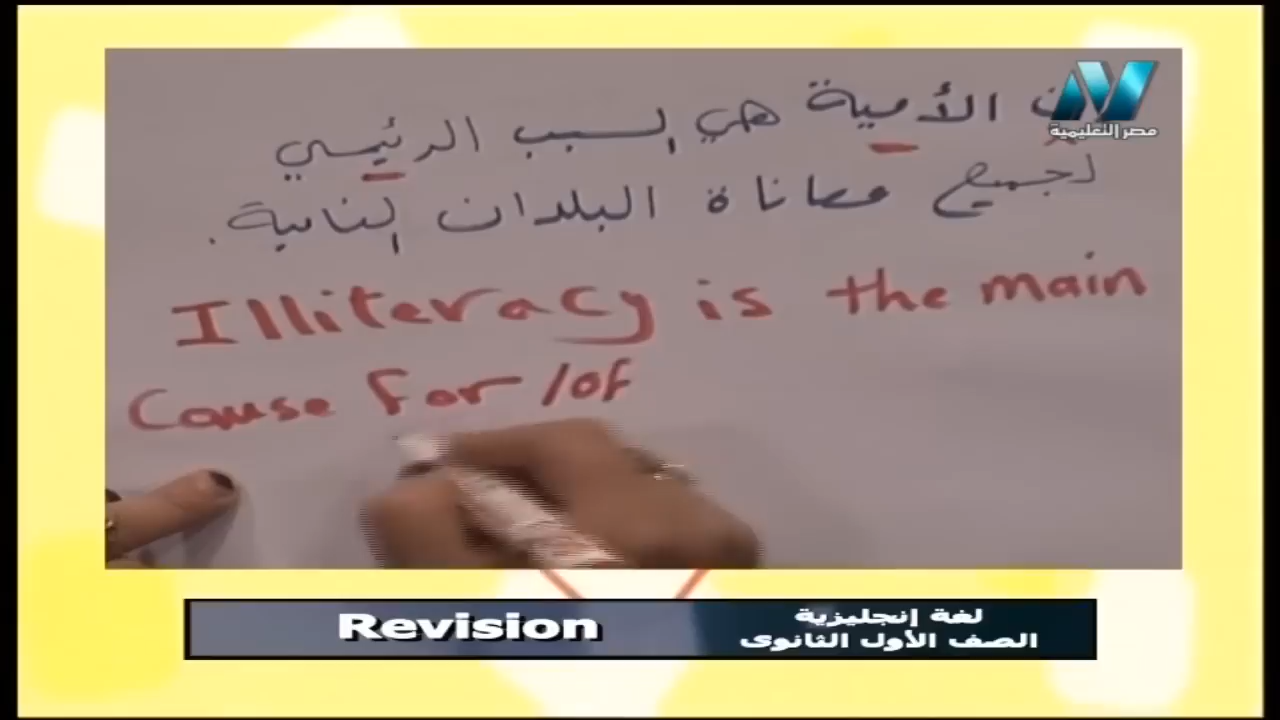 الأمية هي السبب الرئيسي
لجميع معاناة البلدان النامية.
Illiteracy is the main
Cause for / of
مصر التعليمية
Revision
لغة إنجليزية
الصف الأول الثانوى